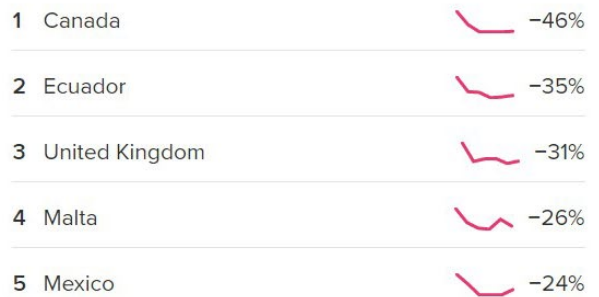 1 Canada −46%
2 Ecuador −35%
3 United Kingdom −31%
4 Malta −26%
5 Mexico −24%